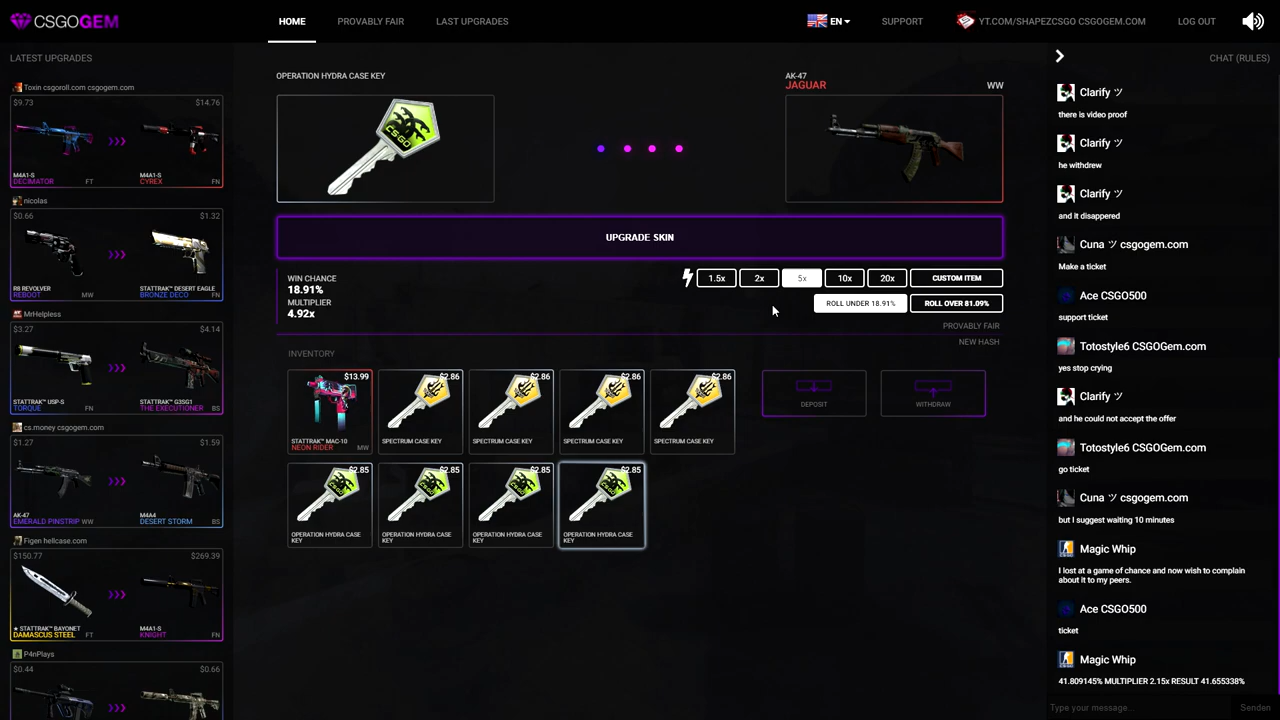 CSGOGEM
HOME
PROVABLY FAIR
LAST UPGRADES
EN
SUPPORT
YT.COM/SHAPEZCSGO CSGOGEM.COM
LOG OUT
LATEST UPGRADES
Toxin csgoroll.com csgogem.com
$9.73
$14.76
M4A1-S
DECIMATOR
FT
M4A1-S
CYREX
FN
nicolas
$0.66
$1.32
R8 REVOLVER
REBOOT
MW
STATTRAK™ DESERT EAGLE
BRONZE DECO
FN
MrHelpless
$3.27
$4.14
STATTRAK™ USP-S
TORQUE
FN
STATTRAK™ G3SG1
THE EXECUTIONER
BS
cs.money csgogem.com
$1.27
$1.59
AK-47
EMERALD PINSTRIP
WW
M4A4
DESERT STORM
BS
Figen hellcase.com
$150.77
$269.39
★ STATTRAK™ BAYONET
DAMASCUS STEEL
FT
M4A1-S
KNIGHT
FN
P4nPlays
$0.44
$0.66
OPERATION HYDRA CASE KEY
CSGO
AK-47
JAGUAR
WW
UPGRADE SKIN
WIN CHANCE
18.91%
MULTIPLIER
4.92x
1.5x
2x
5x
10x
20x
CUSTOM ITEM
ROLL UNDER 18.91%
ROLL OVER 81.09%
PROVABLY FAIR
NEW HASH
INVENTORY
$13.99
STATTRAK™ MAC-10
NEON RIDER
MW
$2.86
SPECTRUM CASE KEY
$2.86
SPECTRUM CASE KEY
$2.86
SPECTRUM CASE KEY
$2.86
SPECTRUM CASE KEY
DEPOSIT
WITHDRAW
$2.85
OPERATION HYDRA CASE
KEY
$2.85
OPERATION HYDRA CASE
KEY
$2.85
OPERATION HYDRA CASE
KEY
$2.85
OPERATION HYDRA CASE
KEY
CHAT (RULES)
Clarify ツ
there is video proof
Clarify ツ
he withdrew
Clarify ツ
and it disappered
Cuna ツ csgogem.com
Make a ticket
Ace CSGO500
support ticket
Totostyle6 CSGOGem.com
yes stop crying
Clarify ツ
and he could not accept the offer
Totostyle6 CSGOGem.com
go ticket
Cuna ツ csgogem.com
but I suggest waiting 10 minutes
Magic Whip
I lost at a game of chance and now wish to complain
about it to my peers.
Ace CSGO500
ticket
Magic Whip
41.809145% MULTIPLIER 2.15x RESULT 41.655338%
Type your message...
Senden